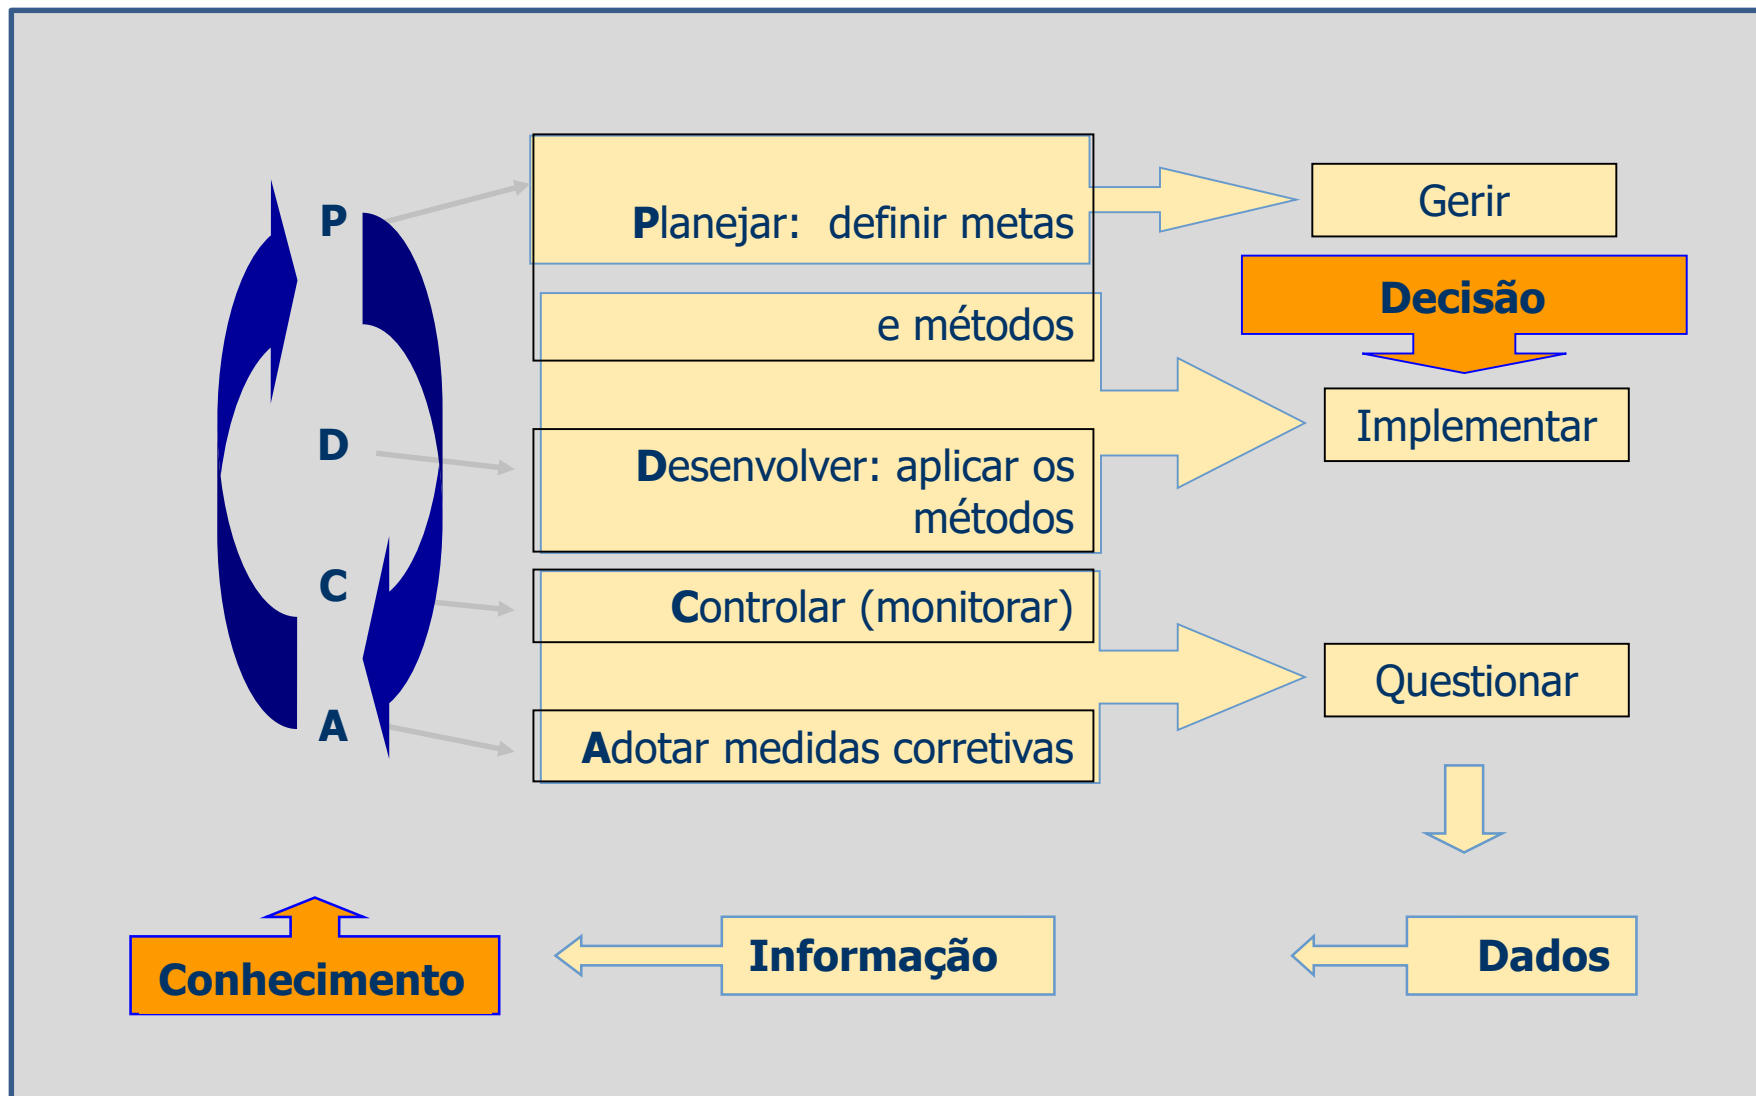 P
Planejar: definir metas
e métodos
Gerir
Decisão
D
Desenvolver: aplicar os
métodos
Implementar
C
Controlar (monitorar)
Questionar
A
Adotar medidas corretivas
Conhecimento
Informação
Dados